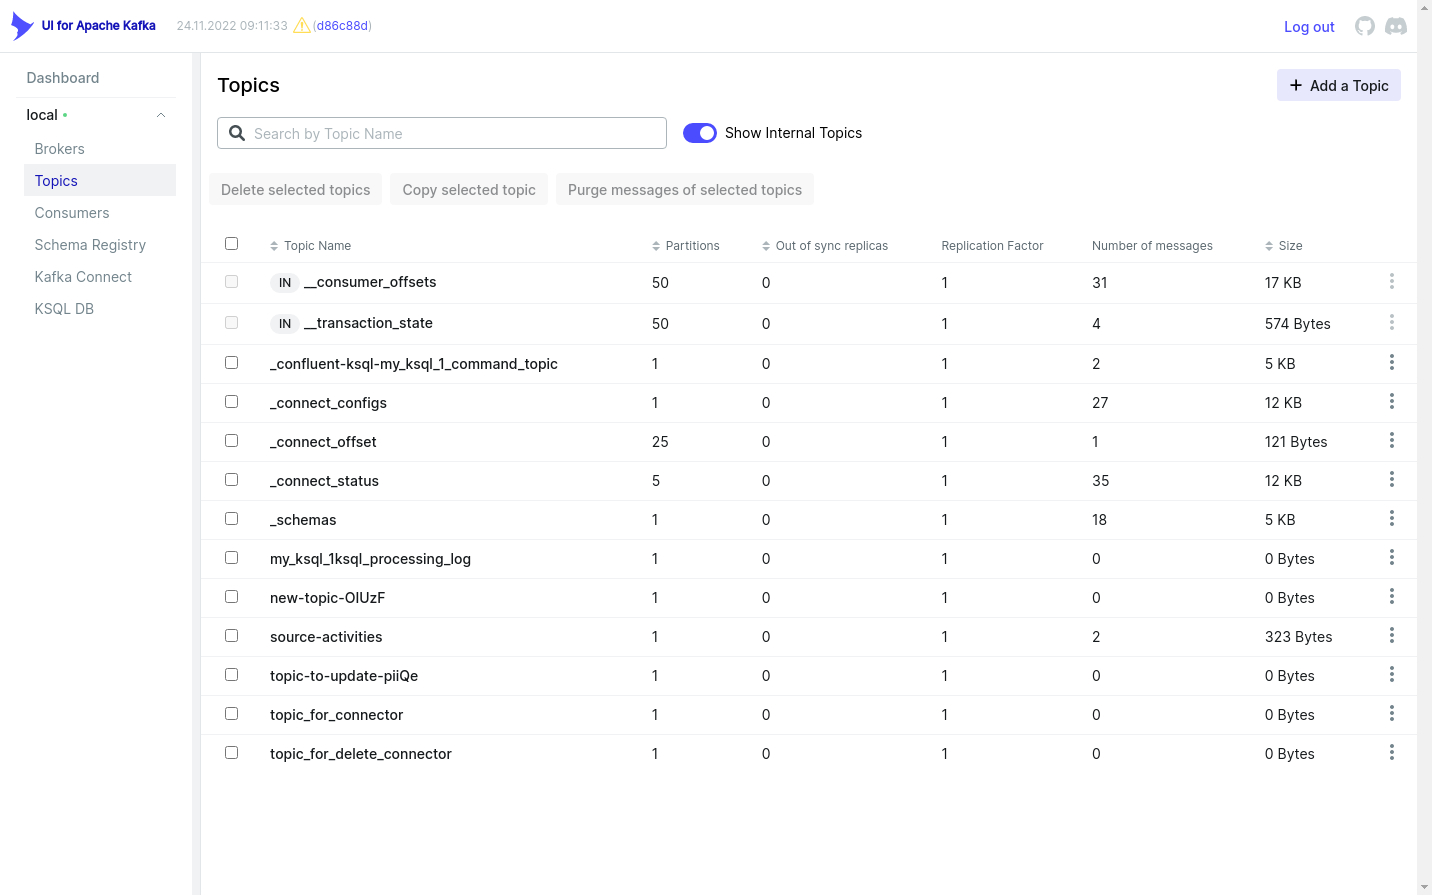 UI for Apache Kafka 24.11.2022 09:11:33 (d86c88d) Log out
Dashboard
local
Brokers
Topics
Consumers
Schema Registry
Kafka Connect
KSQL DB
Topics
Add a Topic
Search by Topic Name Show Internal Topics
Delete selected topics Copy selected topic Purge messages of selected topics
Topic Name Partitions Out of sync replicas Replication Factor Number of messages Size
IN __consumer_offsets 50 0 1 31 17 KB
IN __transaction_state 50 0 1 4 574 Bytes
_confluent-ksql-my_ksql_1_command_topic 1 0 1 2 5 KB
_connect_configs 1 0 1 27 12 KB
_connect_offset 25 0 1 1 121 Bytes
_connect_status 5 0 1 35 12 KB
_schemas 1 0 1 18 5 KB
my_ksql_1ksql_processing_log 1 0 1 0 0 Bytes
new-topic-OIUzF 1 0 1 0 0 Bytes
source-activities 1 0 1 2 323 Bytes
topic-to-update-piiQe 1 0 1 0 0 Bytes
topic_for_connector 1 0 1 0 0 Bytes
topic_for_delete_connector 1 0 1 0 0 Bytes